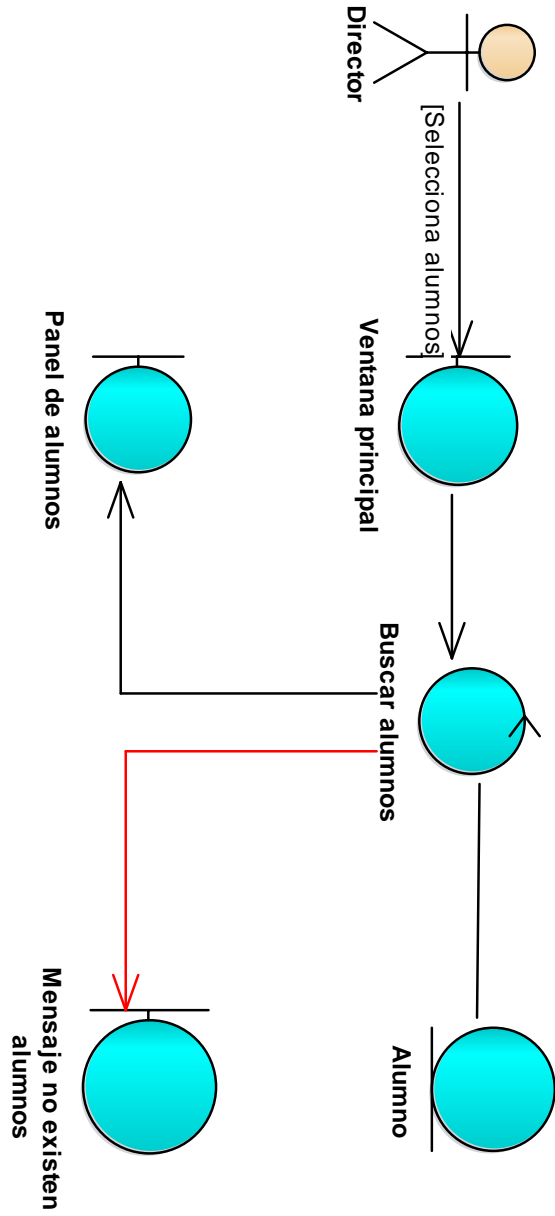 Director
[Selecciona alumnos]
Ventana principal
Buscar alumnos
Alumno
Panel de alumnos
Mensaje no existen
alumnos